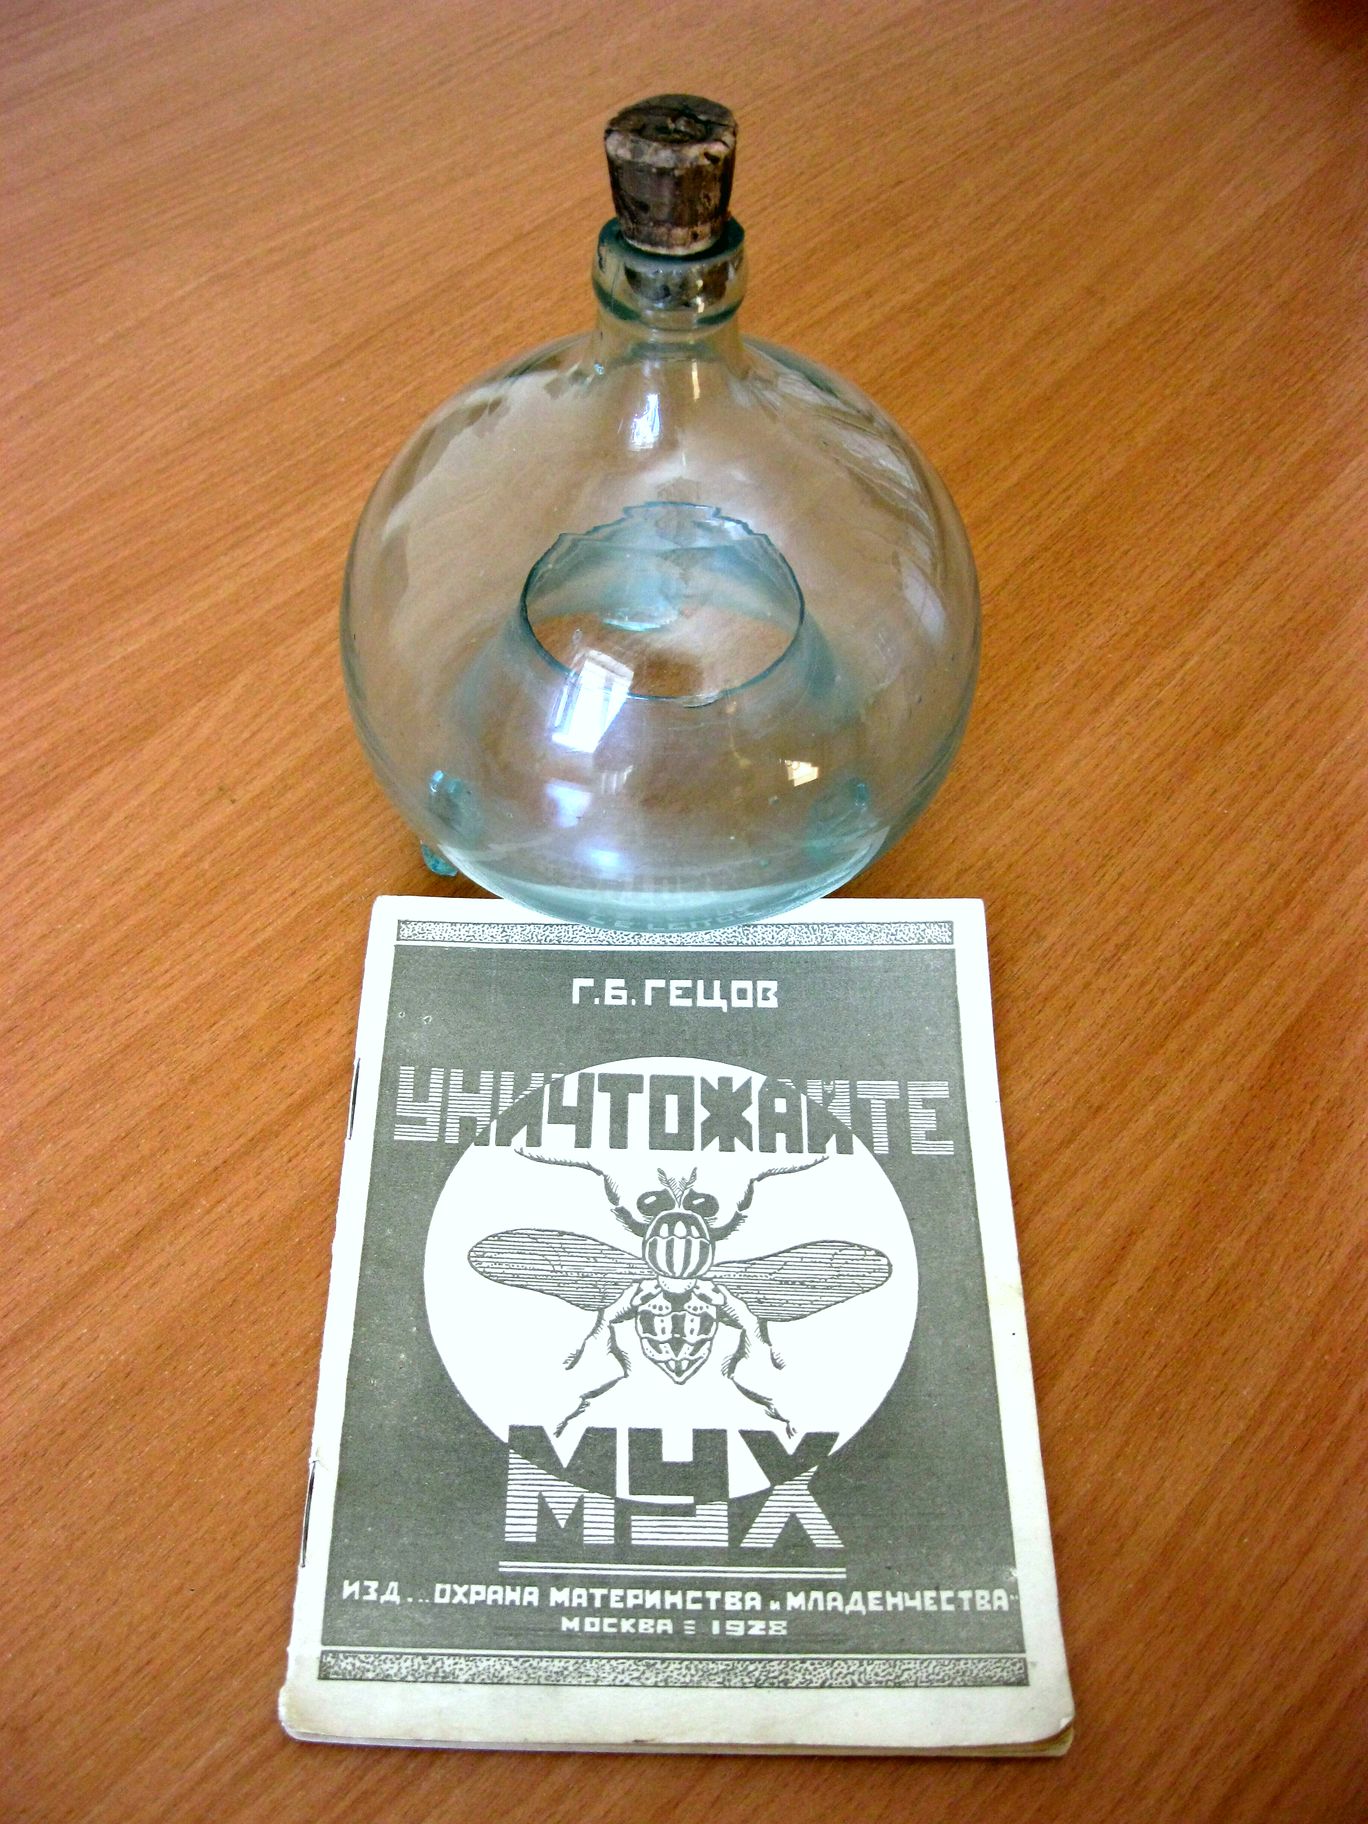 Г.Б.ГЕЦОВ
УНИЧТОЖАЙТЕ
МУХ
ИЗД. „ОХРАНА МАТЕРИНСТВА и МЛАДЕНЧЕСТВА“
МОСКВА = 1928